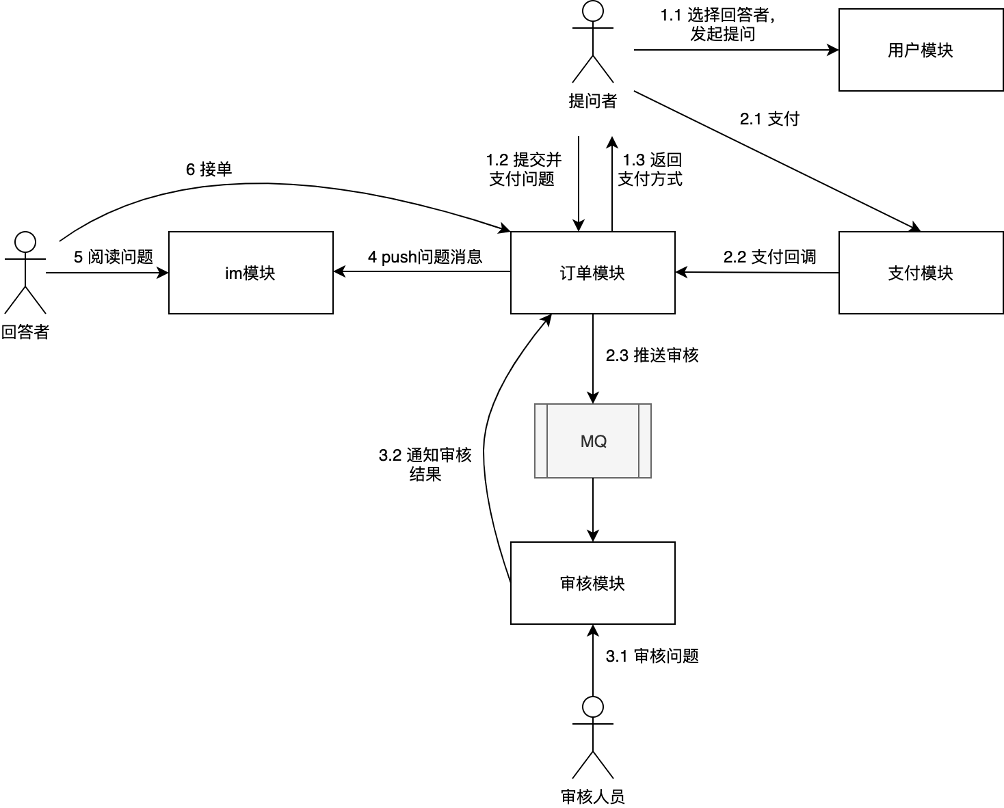 1.1 选择回答者，
发起提问
用户模块
提问者
2.1 支付
1.2 提交并
支付问题
1.3 返回
支付方式
6 接单
5 阅读问题
im模块
4 push问题消息
订单模块
2.2 支付回调
支付模块
回答者
2.3 推送审核
MQ
3.2 通知审核
结果
审核模块
3.1 审核问题
审核人员